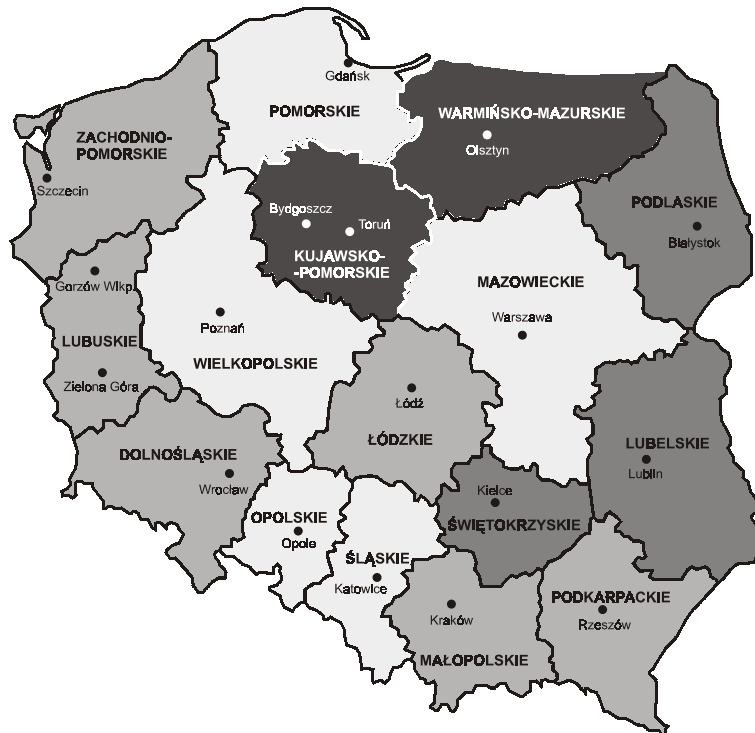 Gdańsk
POMORSKIE
WARMIŃSKO-MAZURSKIE
Olsztyn
ZACHODNIO-
POMORSKIE
Szczecin
PODLASKIE
Białystok
Bydgoszcz
Toruń
KUJAWSKO-
-POMORSKIE
Gorzów Wlkp.
LUBUSKIE
Zielona Góra
Poznań
WIELKOPOLSKIE
MAZOWIECKIE
Warszawa
Łódź
ŁÓDZKIE
DOLNOŚLĄSKIE
Wrocław
LUBELSKIE
Lublin
OPOLSKIE
Opole
ŚLĄSKIE
Katowice
Kielce
ŚWIĘTOKRZYSKIE
Kraków
MAŁOPOLSKIE
PODKARPACKIE
Rzeszów